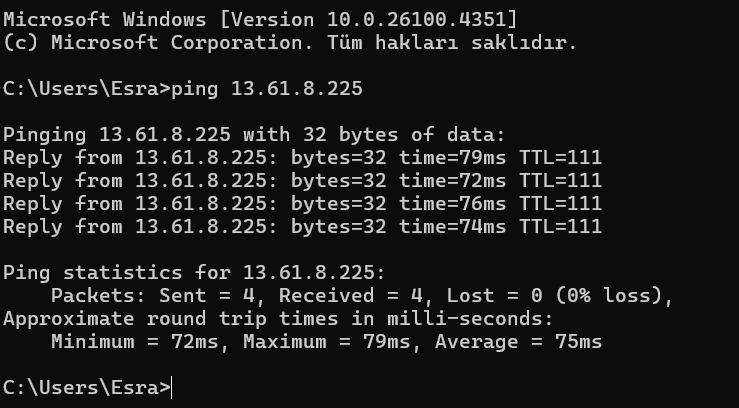 Microsoft Windows [Version 10.0.26100.4351]
(c) Microsoft Corporation. Tüm hakları saklıdır.
C:\Users\Esra>ping 13.61.8.225
Pinging 13.61.8.225 with 32 bytes of data:
Reply from 13.61.8.225: bytes=32 time=79ms TTL=111
Reply from 13.61.8.225: bytes=32 time=72ms TTL=111
Reply from 13.61.8.225: bytes=32 time=76ms TTL=111
Reply from 13.61.8.225: bytes=32 time=74ms TTL=111
Ping statistics for 13.61.8.225:
    Packets: Sent = 4, Received = 4, Lost = 0 (0% loss),
Approximate round trip times in milli-seconds:
    Minimum = 72ms, Maximum = 79ms, Average = 75ms
C:\Users\Esra>